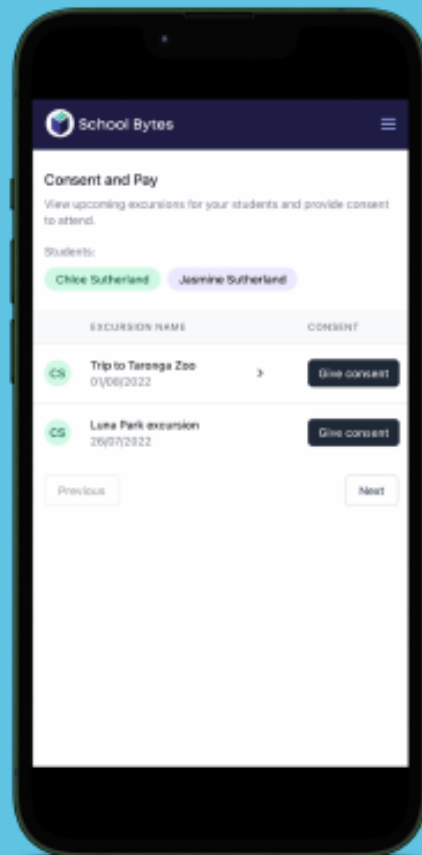 School Bytes
Consent and Pay
View upcoming excursions for your students and provide consent
to attend.
Students:
Chloe Sutherland Jasmine Sutherland
EXCURSION NAME CONSENT
CS Trip to Taronga Zoo Give consent
01/08/2022
CS Luna Park excursion Give consent
26/07/2022
Previous Next